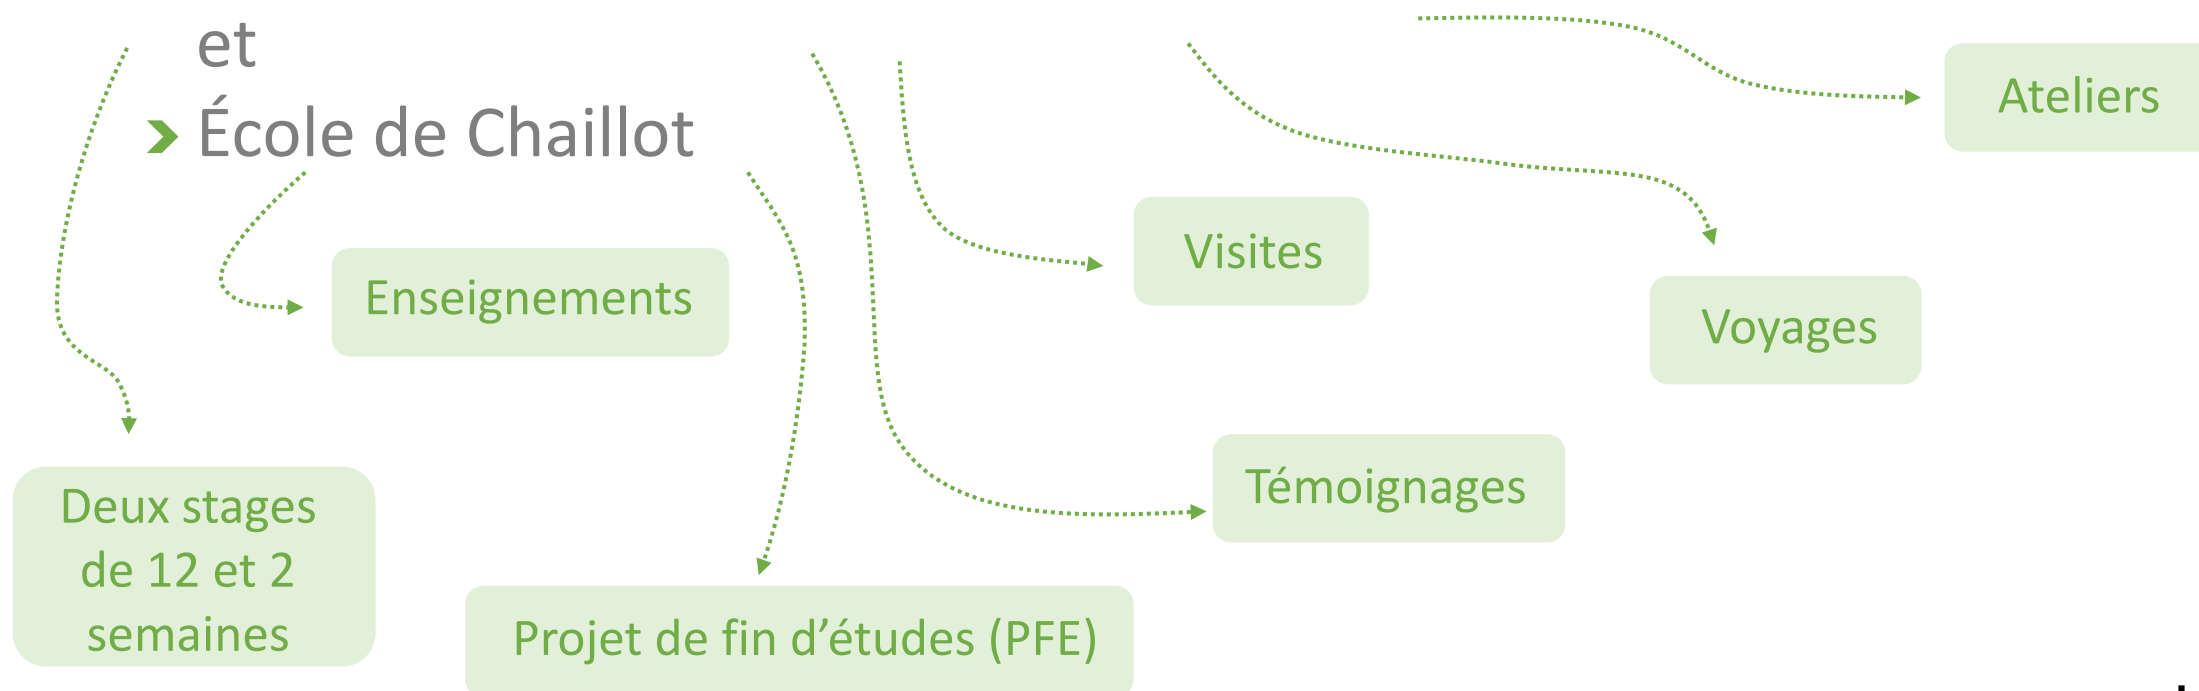 et
École de Chaillot
Ateliers
Visites
Enseignements
Voyages
Témoignages
Deux stages
de 12 et 2
semaines
Projet de fin d’études (PFE)